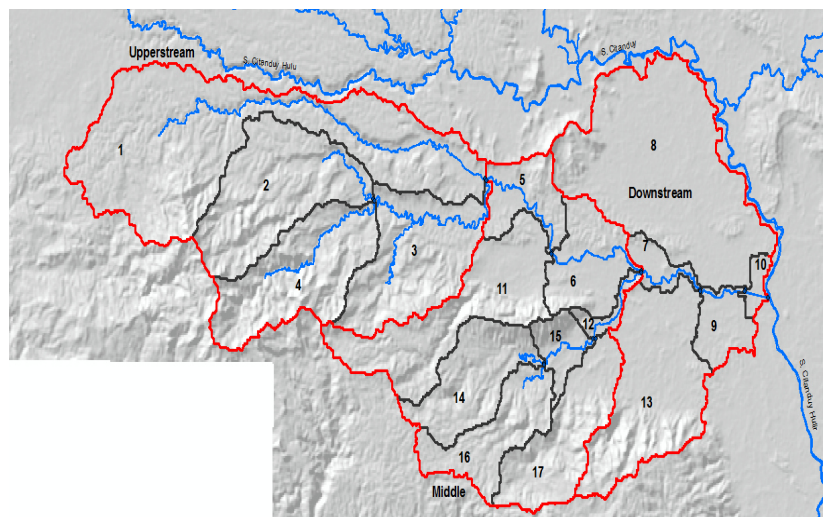 Upperstream
S. Citanduy Hulu
S. Citanduy
1
2
3
4
5
8
Downstream
7
10
11
6
9
12
15
14
13
16
17
Middle
S. Citanduy Hilir